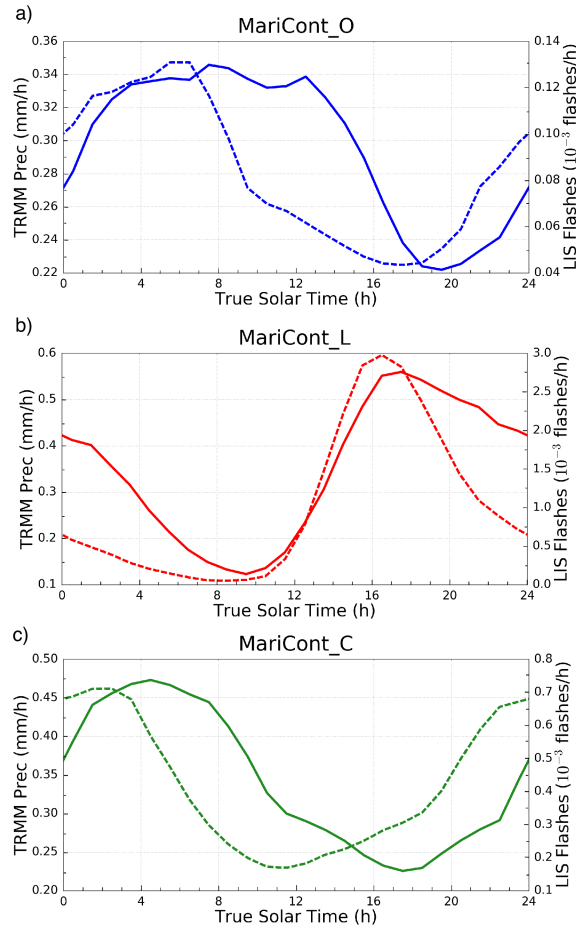 a)
MariCont_O
TRMM Prec (mm/h)
0.36
0.34
0.32
0.30
0.28
0.26
0.24
0.22
0.14
0.12
0.10
0.08
0.06
0.04
LIS Flashes (10⁻³ flashes/h)
0 4 8 12 16 20 24
True Solar Time (h)
b)
MariCont_L
TRMM Prec (mm/h)
0.6
0.5
0.4
0.3
0.2
0.1
3.0
2.5
2.0
1.5
1.0
0.5
0.0
LIS Flashes (10⁻³ flashes/h)
0 4 8 12 16 20 24
True Solar Time (h)
c)
MariCont_C
TRMM Prec (mm/h)
0.50
0.45
0.40
0.35
0.30
0.25
0.20
0.8
0.7
0.6
0.5
0.4
0.3
0.2
0.1
LIS Flashes (10⁻³ flashes/h)
0 4 8 12 16 20 24
True Solar Time (h)